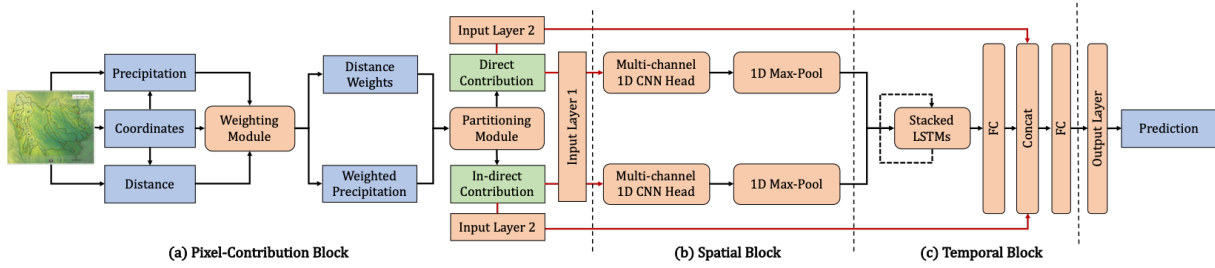 Precipitation
Coordinates
Distance
Weighting
Module
Distance
Weights
Weighted
Precipitation
Input Layer 2
Direct
Contribution
Partitioning
Module
In-direct
Contribution
Input Layer 2
Input Layer 1
(a) Pixel-Contribution Block
Multi-channel
1D CNN Head
1D Max-Pool
Multi-channel
1D CNN Head
1D Max-Pool
(b) Spatial Block
Stacked
LSTMs
FC
Concat
FC
(c) Temporal Block
Output Layer
Prediction